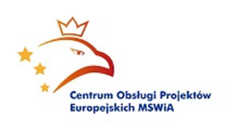 Centrum Obsługi Projektów
Europejskich MSWiA